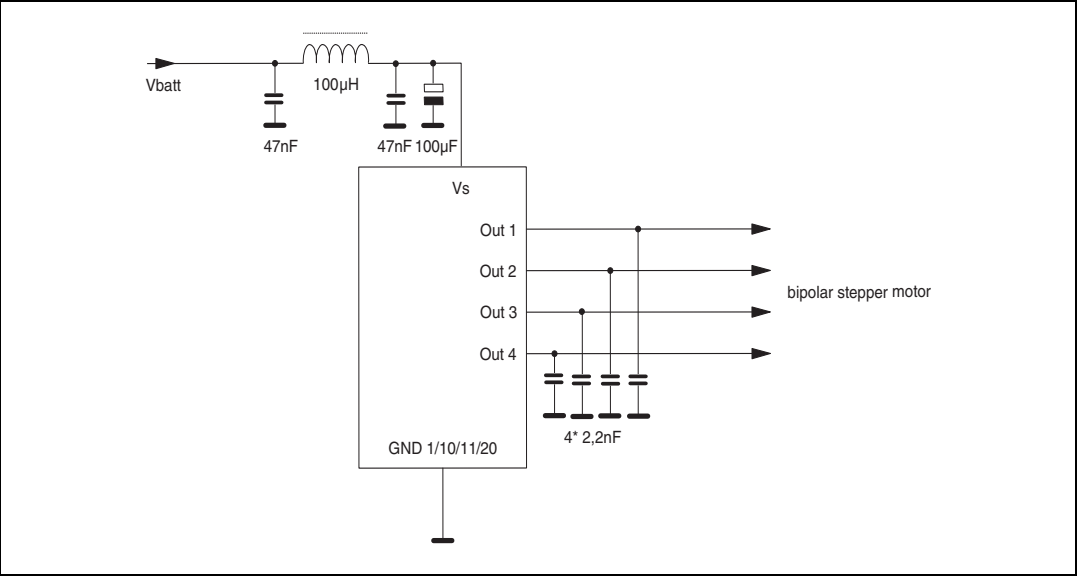 Vbatt
100µH
47nF
47nF 100µF
Vs
Out 1
Out 2
bipolar stepper motor
Out 3
Out 4
4* 2,2nF
GND 1/10/11/20